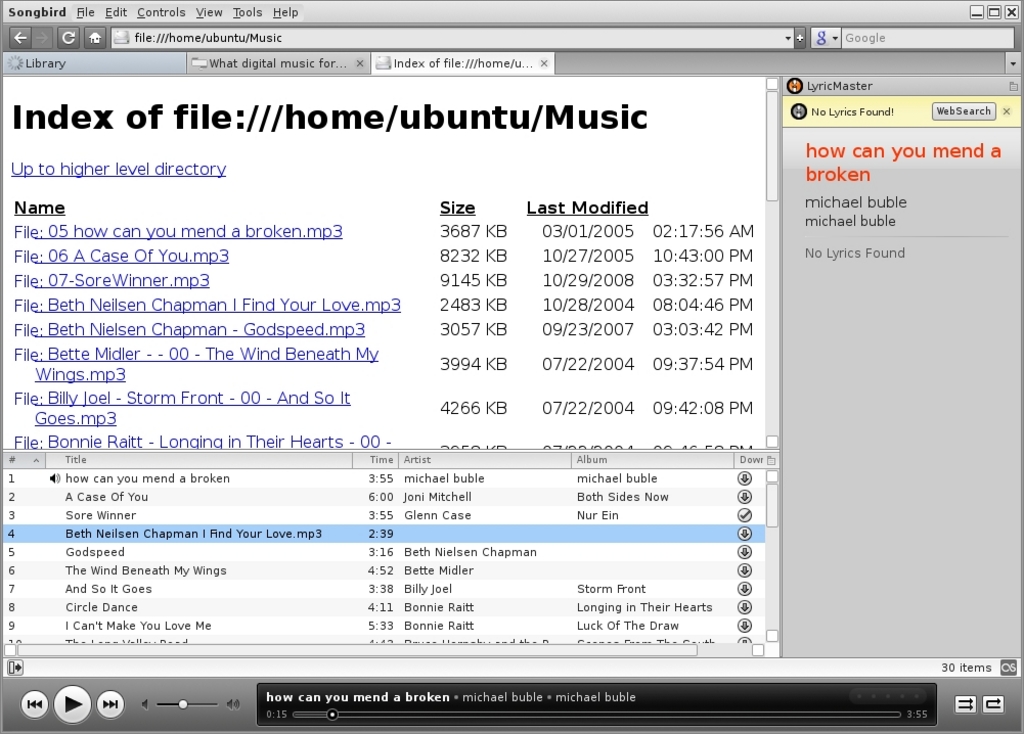 Songbird File Edit Controls View Tools Help
file:///home/ubuntu/Music
Google
Library
What digital music for...
Index of file:///home/u...
Index of file:///home/ubuntu/Music
Up to higher level directory
Name Size Last Modified
File: 05 how can you mend a broken.mp3 3687 KB 03/01/2005 02:17:56 AM
File: 06 A Case Of You.mp3 8232 KB 10/27/2005 10:43:00 PM
File: 07-SoreWinner.mp3 9145 KB 10/29/2008 03:32:57 PM
File: Beth Neilsen Chapman I Find Your Love.mp3 2483 KB 10/28/2004 08:04:46 PM
File: Beth Nielsen Chapman - Godspeed.mp3 3057 KB 09/23/2007 03:03:42 PM
File: Bette Midler - - 00 - The Wind Beneath My
Wings.mp3 3994 KB 07/22/2004 09:37:54 PM
File: Billy Joel - Storm Front - 00 - And So It
Goes.mp3 4266 KB 07/22/2004 09:42:08 PM
File: Bonnie Raitt - Longing in Their Hearts - 00 -
LyricMaster
No Lyrics Found! WebSearch
how can you mend a
broken
michael buble
michael buble
No Lyrics Found
# Title Time Artist Album Down
1 how can you mend a broken 3:55 michael buble michael buble
2 A Case Of You 6:00 Joni Mitchell Both Sides Now
3 Sore Winner 3:55 Glenn Case Nur Ein
4 Beth Neilsen Chapman I Find Your Love.mp3 2:39
5 Godspeed 3:16 Beth Nielsen Chapman
6 The Wind Beneath My Wings 4:52 Bette Midler
7 And So It Goes 3:38 Billy Joel Storm Front
8 Circle Dance 4:11 Bonnie Raitt Longing in Their Hearts
9 I Can't Make You Love Me 5:33 Bonnie Raitt Luck Of The Draw
30 items
how can you mend a broken • michael buble • michael buble
0:15 3:55